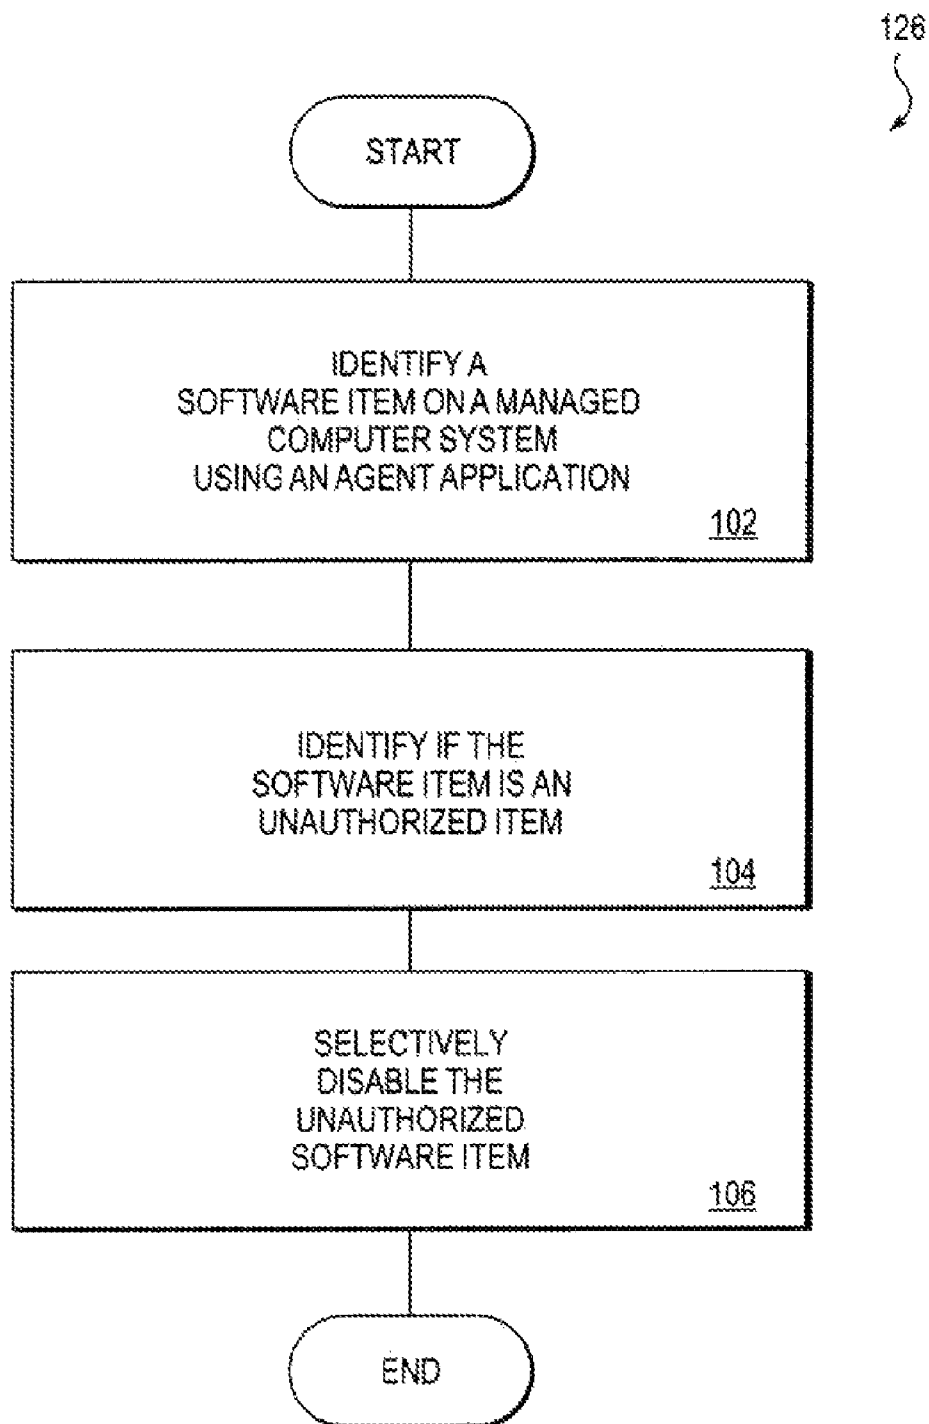 126
START
IDENTIFY A
SOFTWARE ITEM ON A MANAGED
COMPUTER SYSTEM
USING AN AGENT APPLICATION
102
IDENTIFY IF THE
SOFTWARE ITEM IS AN
UNAUTHORIZED ITEM
104
SELECTIVELY
DISABLE THE
UNAUTHORIZED
SOFTWARE ITEM
106
END